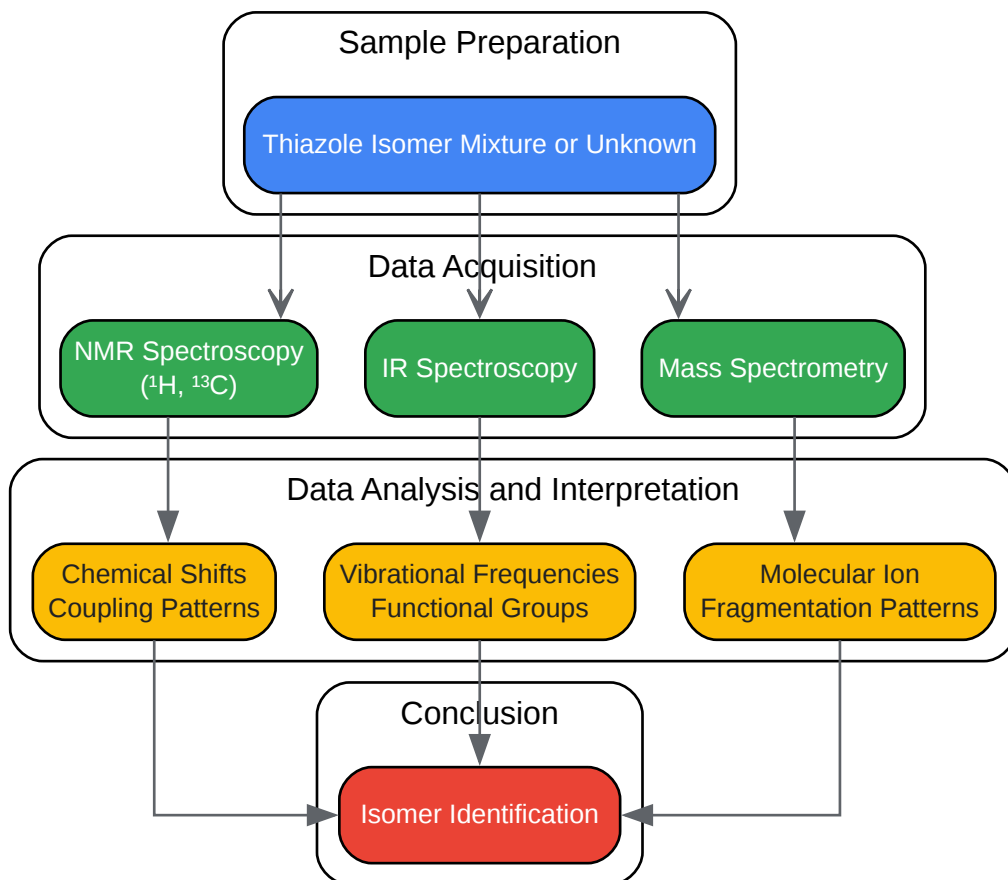 Sample Preparation
Thiazole Isomer Mixture or Unknown
Data Acquisition
NMR Spectroscopy
(¹H, ¹³C)
IR Spectroscopy
Mass Spectrometry
Data Analysis and Interpretation
Chemical Shifts
Coupling Patterns
Vibrational Frequencies
Functional Groups
Molecular Ion
Fragmentation Patterns
Conclusion
Isomer Identification